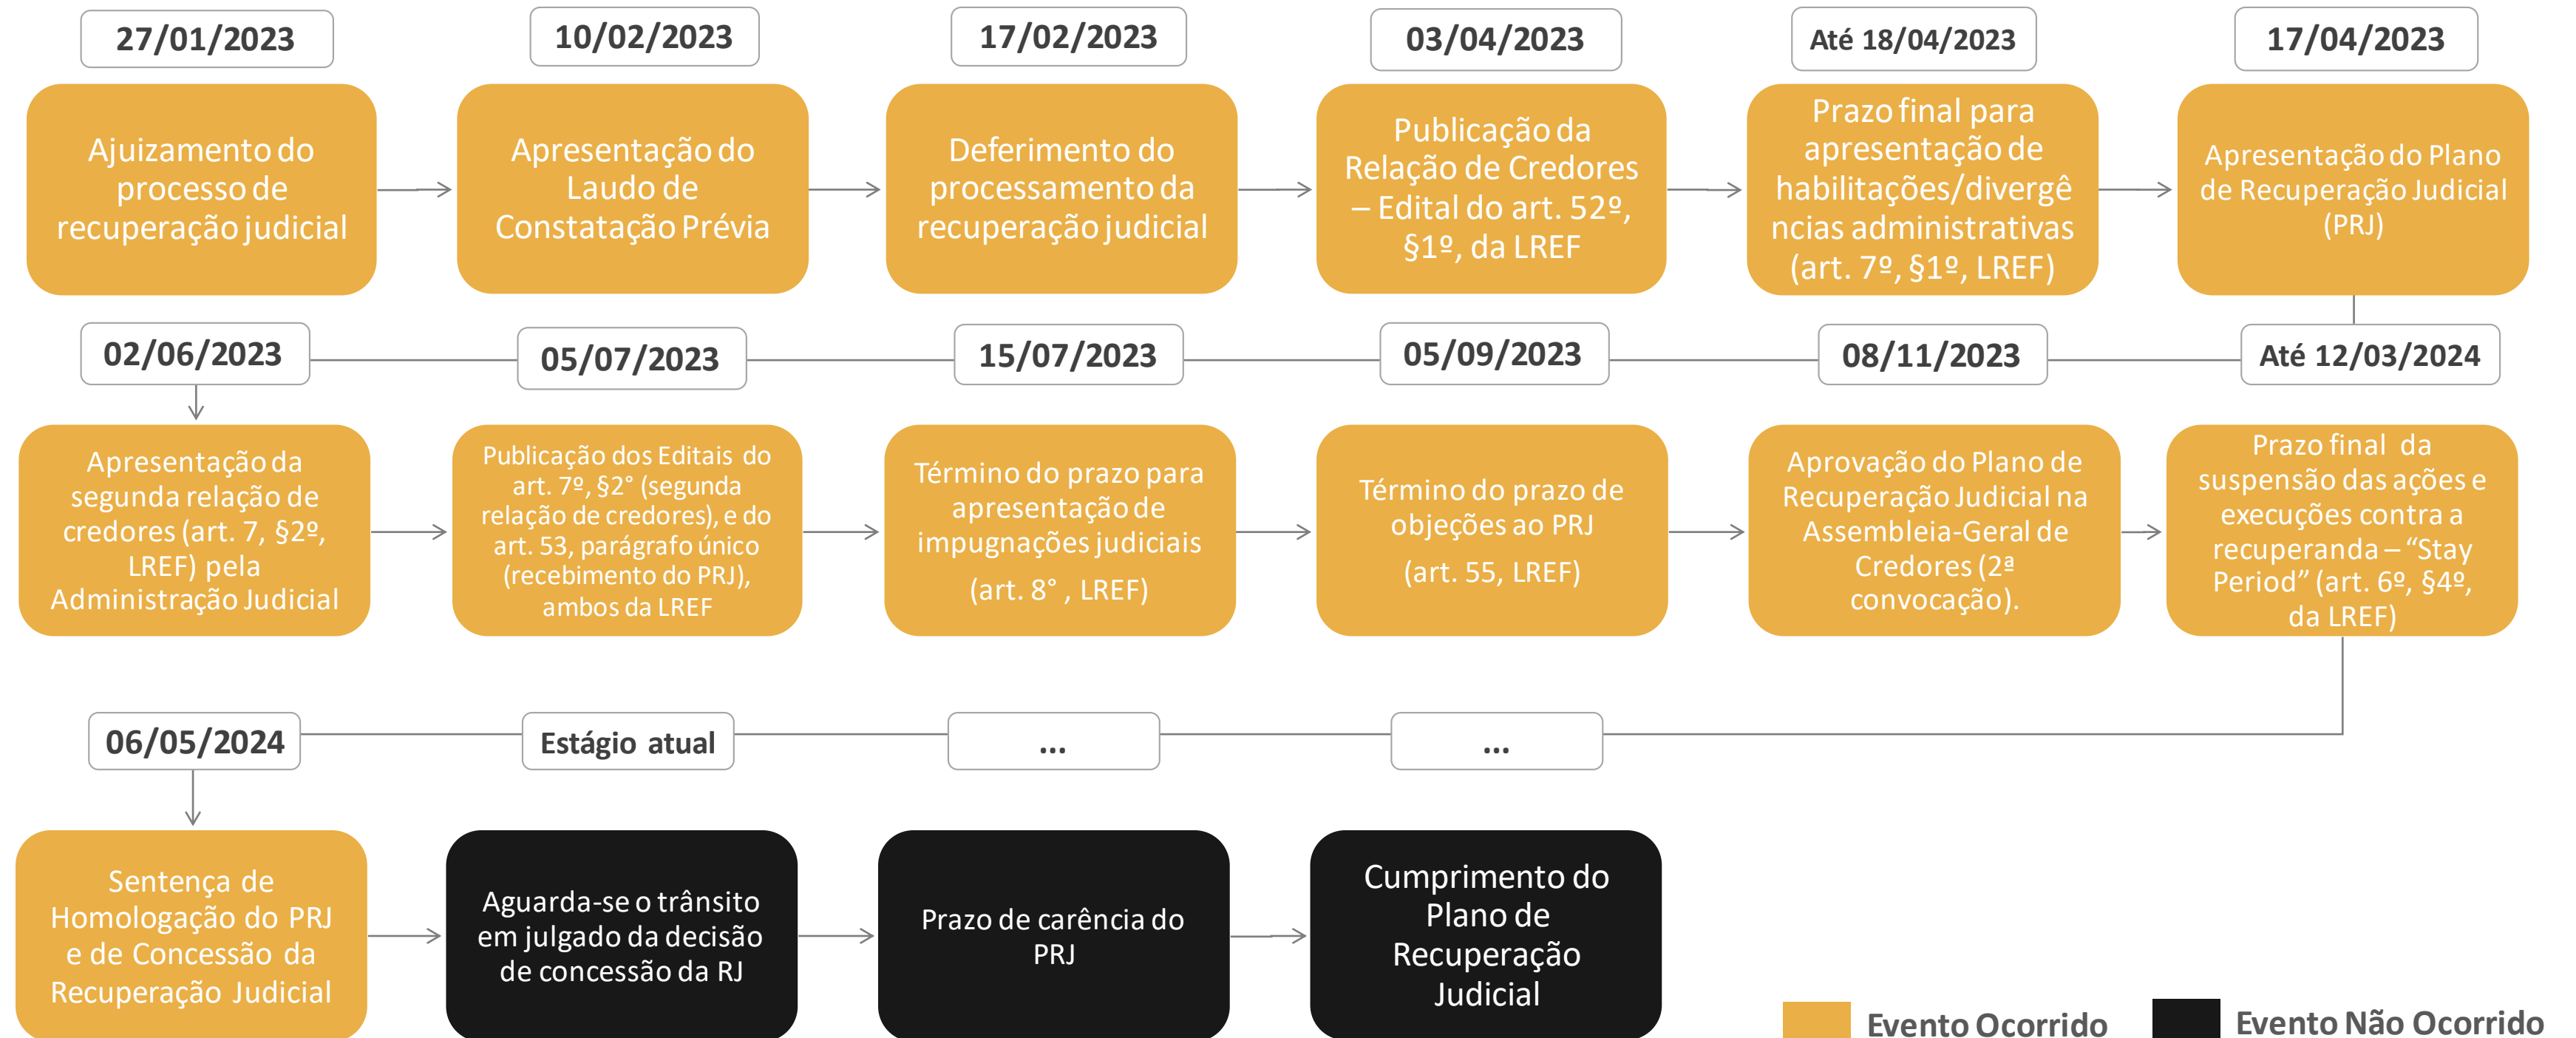 27/01/2023
Ajuizamento do
processo de
recuperação judicial
10/02/2023
Apresentação do
Laudo de
Constatação Prévia
17/02/2023
Deferimento do
processamento da
recuperação judicial
03/04/2023
Publicação da
Relação de Credores
– Edital do art. 52º,
§1º, da LREF
Até 18/04/2023
Prazo final para
apresentação de
habilitações/divergê
ncias administrativas
(art. 7º, §1º, LREF)
17/04/2023
Apresentação do Plano
de Recuperação Judicial
(PRJ)
02/06/2023
Apresentação da
segunda relação de
credores (art. 7, §2º,
LREF) pela
Administração Judicial
05/07/2023
Publicação dos Editais do
art. 7º, §2° (segunda
relação de credores), e do
art. 53, parágrafo único
(recebimento do PRJ),
ambos da LREF
15/07/2023
Término do prazo para
apresentação de
impugnações judiciais
(art. 8° , LREF)
05/09/2023
Término do prazo de
objeções ao PRJ
(art. 55, LREF)
08/11/2023
Aprovação do Plano de
Recuperação Judicial na
Assembleia-Geral de
Credores (2ª
convocação).
Até 12/03/2024
Prazo final da
suspensão das ações e
execuções contra a
recuperanda – “Stay
Period” (art. 6º, §4º,
da LREF)
06/05/2024
Sentença de
Homologação do PRJ
e de Concessão da
Recuperação Judicial
Estágio atual
Aguarda-se o trânsito
em julgado da decisão
de concessão da RJ
...
Prazo de carência do
PRJ
...
Cumprimento do
Plano de
Recuperação
Judicial
Evento Ocorrido
Evento Não Ocorrido